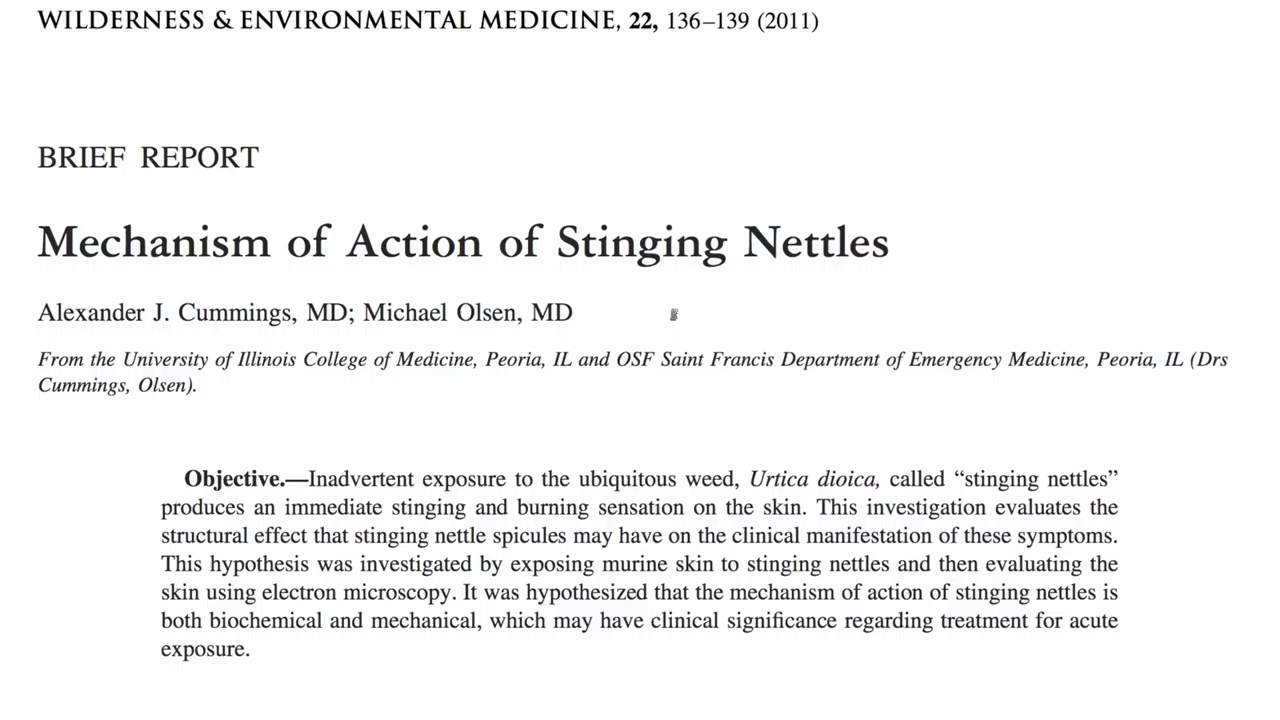 WILDERNESS & ENVIRONMENTAL MEDICINE, 22, 136–139 (2011)
BRIEF REPORT
Mechanism of Action of Stinging Nettles
Alexander J. Cummings, MD; Michael Olsen, MD
From the University of Illinois College of Medicine, Peoria, IL and OSF Saint Francis Department of Emergency Medicine, Peoria, IL (Drs
Cummings, Olsen).
Objective.—Inadvertent exposure to the ubiquitous weed, Urtica dioica, called “stinging nettles”
produces an immediate stinging and burning sensation on the skin. This investigation evaluates the
structural effect that stinging nettle spicules may have on the clinical manifestation of these symptoms.
This hypothesis was investigated by exposing murine skin to stinging nettles and then evaluating the
skin using electron microscopy. It was hypothesized that the mechanism of action of stinging nettles is
both biochemical and mechanical, which may have clinical significance regarding treatment for acute
exposure.